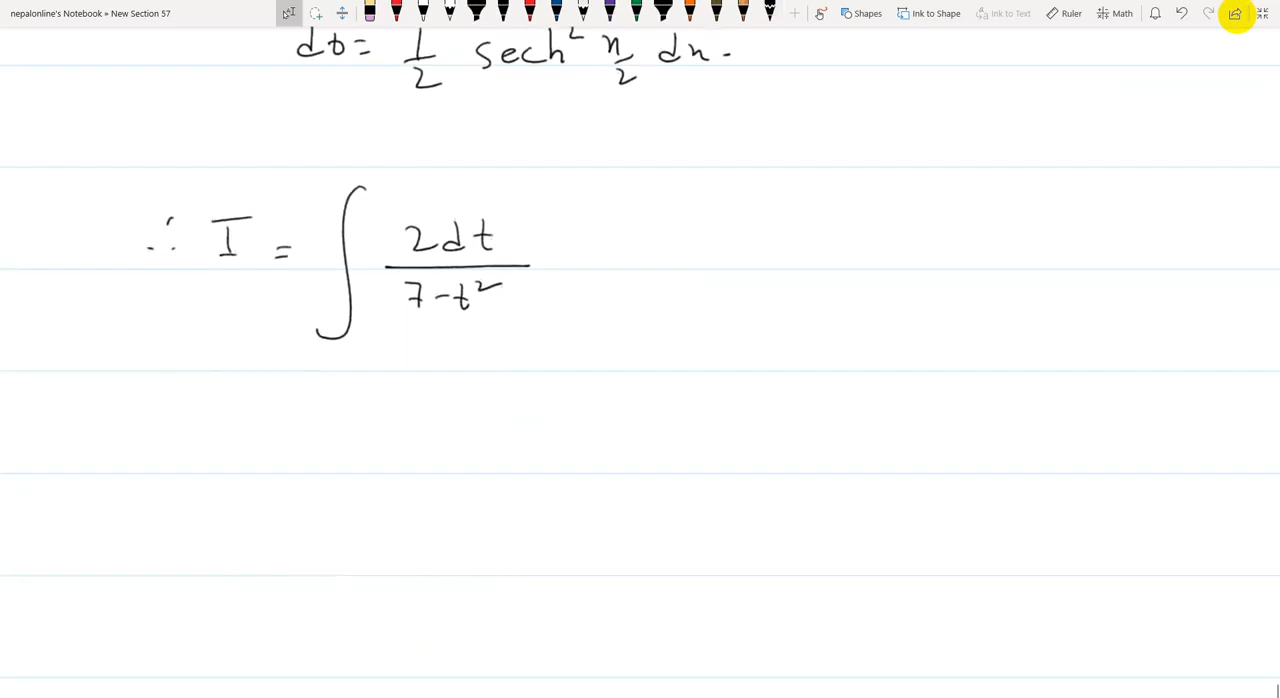 nepalonline's Notebook » New Section 57
Shapes Ink to Shape Ink to Text Ruler Math
dt = 1/2 sech² x/2 dx.
∴ I = ∫ 2dt / 7-t²